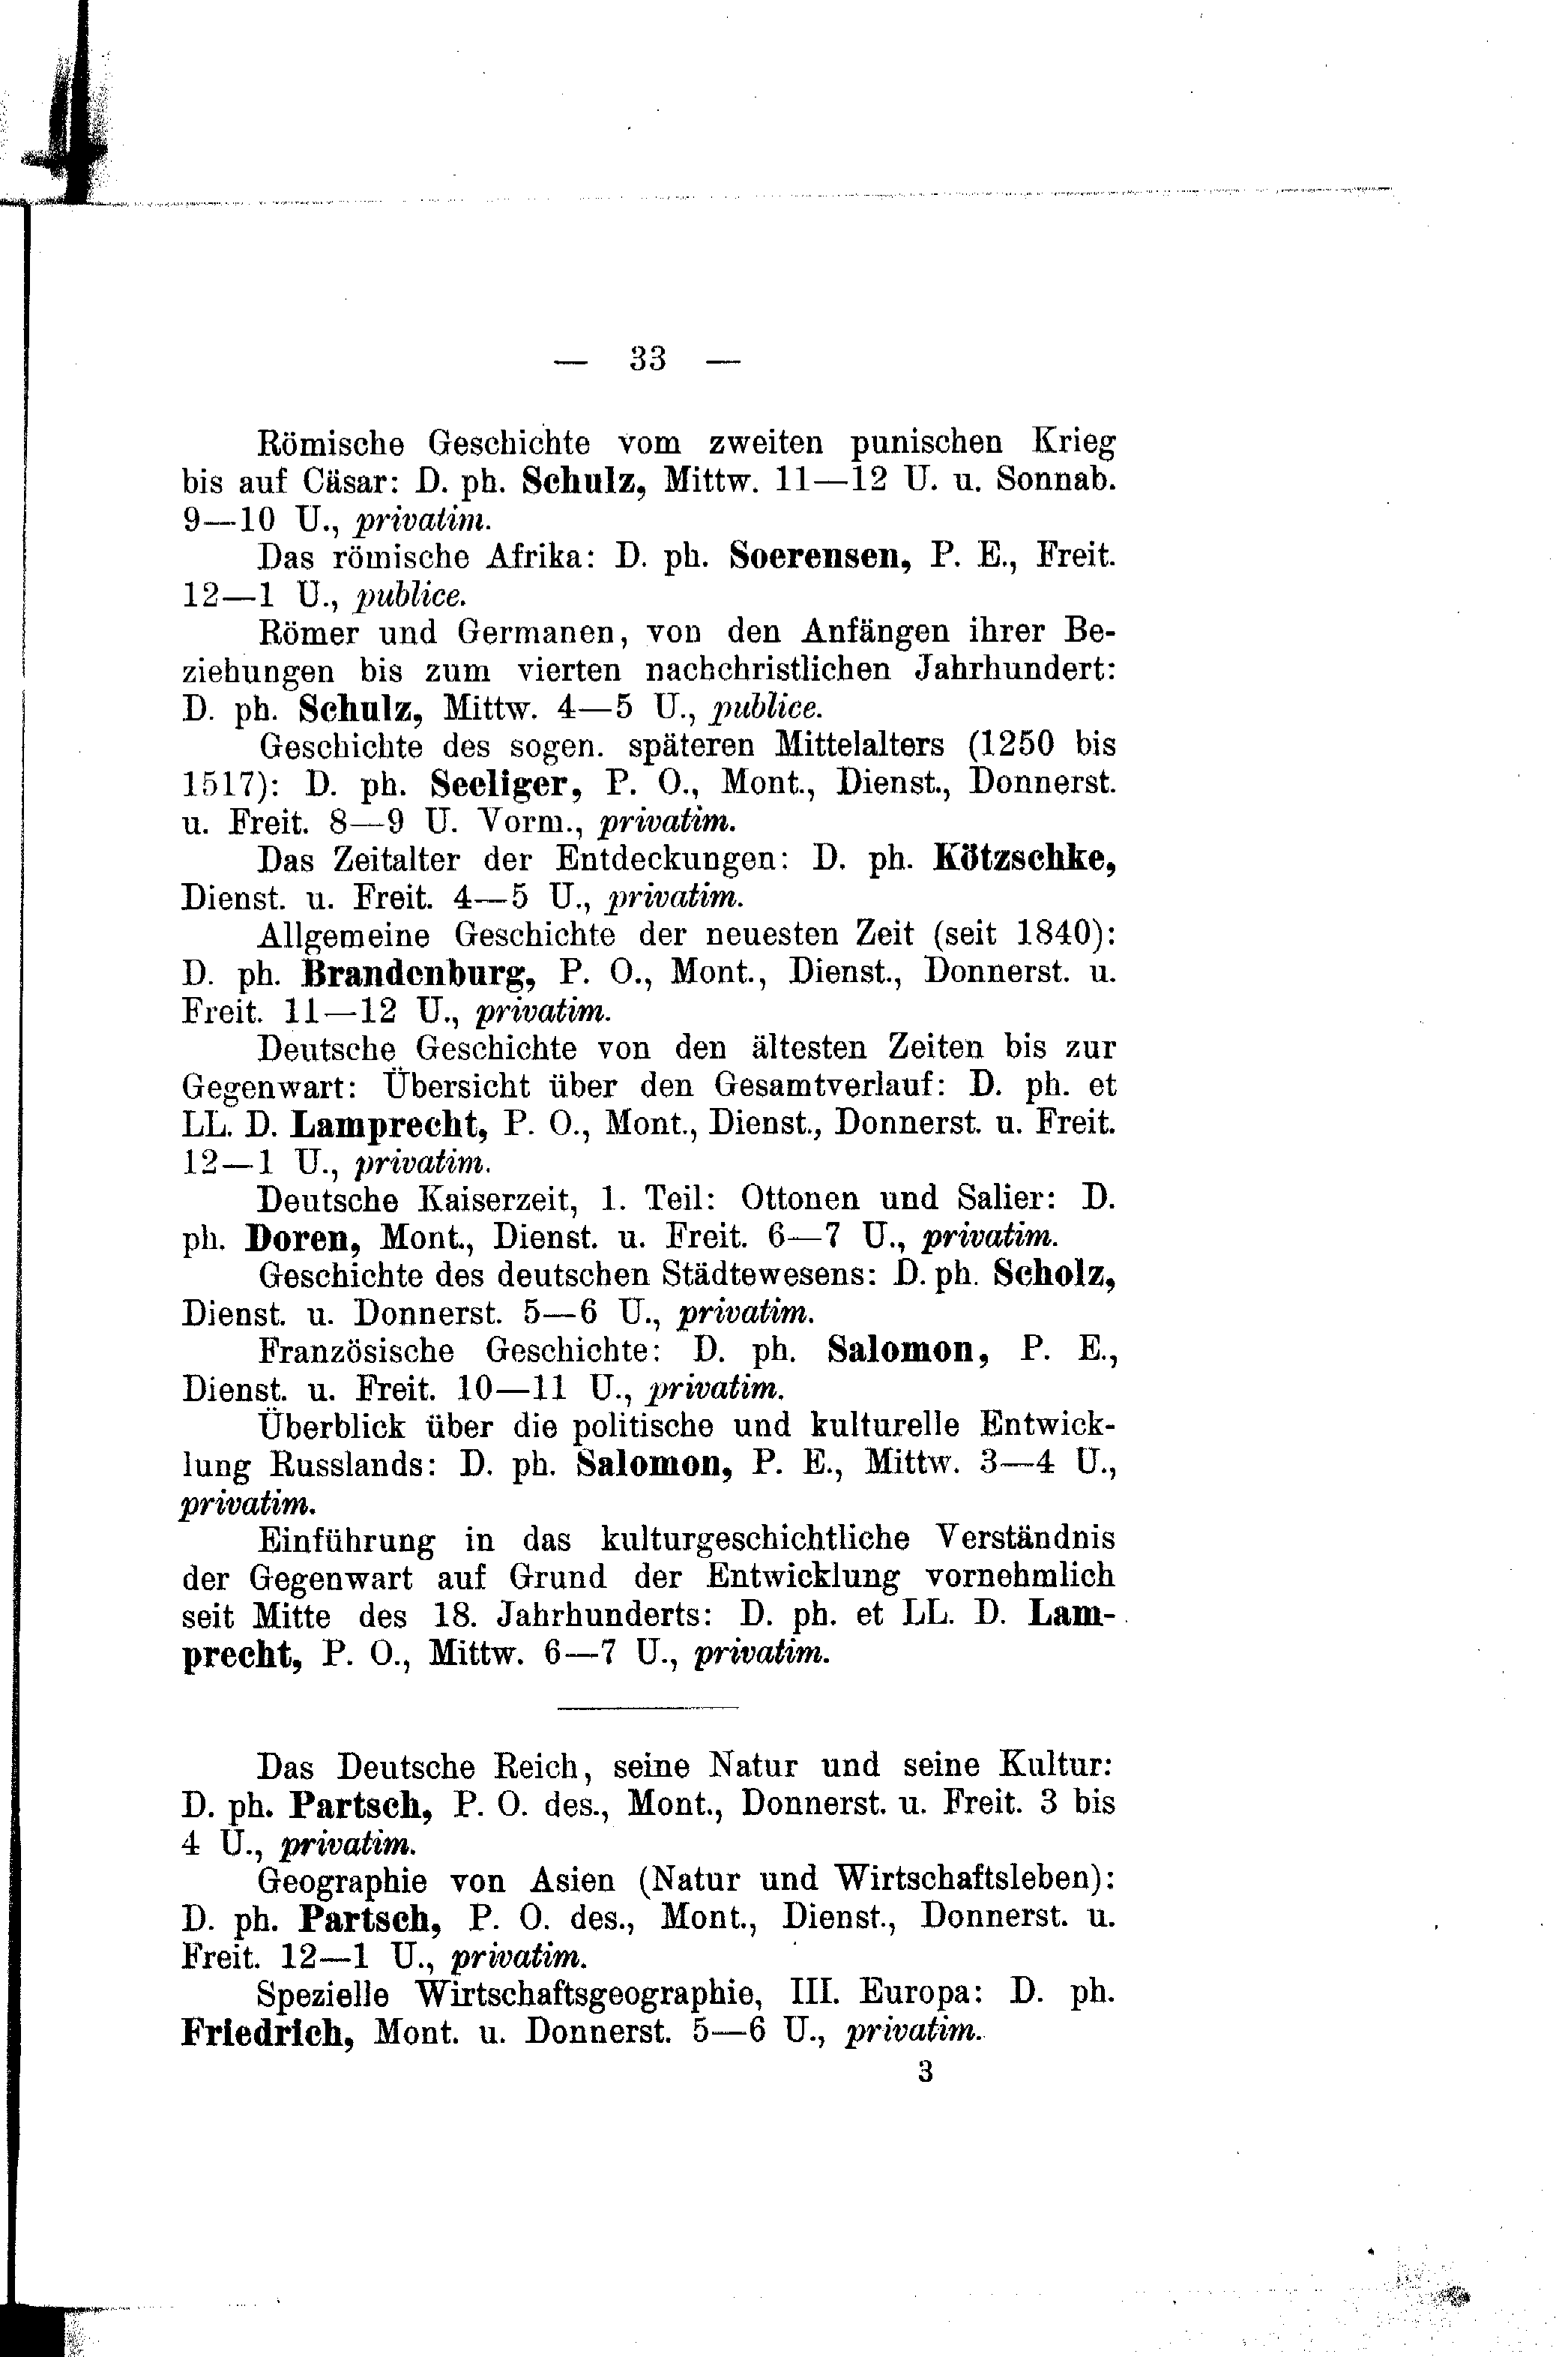 — 33 —
Römische Geschichte vom zweiten punischen Krieg
bis auf Cäsar: D. ph. Schulz, Mittw. 11—12 U. u. Sonnab.
9—10 U., privatim.
Das römische Afrika: D. ph. Soerensen, P. E., Freit.
12—1 U., publice.
Römer und Germanen, von den Anfängen ihrer Be-
ziehungen bis zum vierten nachchristlichen Jahrhundert:
D. ph. Schulz, Mittw. 4—5 U., publice.
Geschichte des sogen. späteren Mittelalters (1250 bis
1517): D. ph. Seeliger, P. O., Mont., Dienst., Donnerst.
u. Freit. 8—9 U. Vorm., privatim.
Das Zeitalter der Entdeckungen: D. ph. Kötzschke,
Dienst. u. Freit. 4—5 U., privatim.
Allgemeine Geschichte der neuesten Zeit (seit 1840):
D. ph. Brandenburg, P. O., Mont., Dienst., Donnerst. u.
Freit. 11—12 U., privatim.
Deutsche Geschichte von den ältesten Zeiten bis zur
Gegenwart: Übersicht über den Gesamtverlauf: D. ph. et
LL. D. Lamprecht, P. O., Mont., Dienst., Donnerst. u. Freit.
12—1 U., privatim.
Deutsche Kaiserzeit, 1. Teil: Ottonen und Salier: D.
ph. Doren, Mont., Dienst. u. Freit. 6—7 U., privatim.
Geschichte des deutschen Städtewesens: D. ph. Scholz,
Dienst. u. Donnerst. 5—6 U., privatim.
Französische Geschichte: D. ph. Salomon, P. E.,
Dienst. u. Freit. 10—11 U., privatim.
Überblick über die politische und kulturelle Entwick-
lung Russlands: D. ph. Salomon, P. E., Mittw. 3—4 U.,
privatim.
Einführung in das kulturgeschichtliche Verständnis
der Gegenwart auf Grund der Entwicklung vornehmlich
seit Mitte des 18. Jahrhunderts: D. ph. et LL. D. Lam-
precht, P. O., Mittw. 6—7 U., privatim.
Das Deutsche Reich, seine Natur und seine Kultur:
D. ph. Partsch, P. O. des., Mont., Donnerst. u. Freit. 3 bis
4 U., privatim.
Geographie von Asien (Natur und Wirtschaftsleben):
D. ph. Partsch, P. O. des., Mont., Dienst., Donnerst. u.
Freit. 12—1 U., privatim.
Spezielle Wirtschaftsgeographie, III. Europa: D. ph.
Friedrich, Mont. u. Donnerst. 5—6 U., privatim.
3